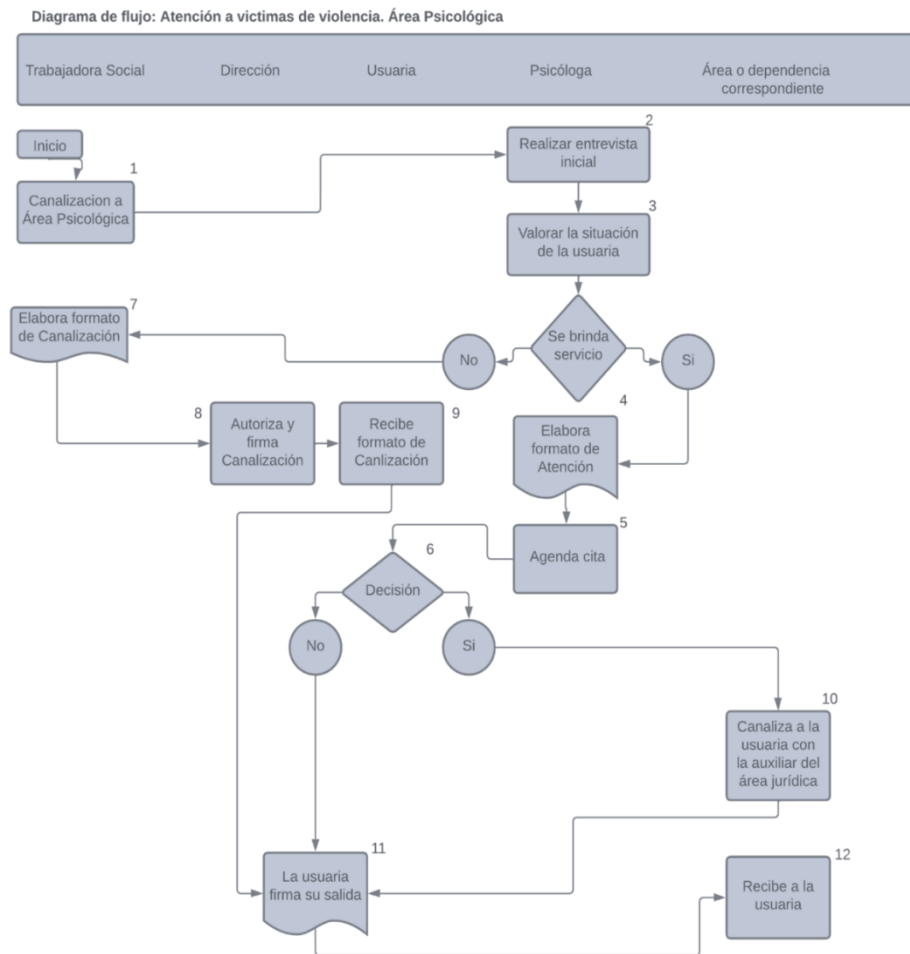 Diagrama de flujo: Atención a victimas de violencia. Área Psicológica
Trabajadora Social
Dirección
Usuaria
Psicóloga
Área o dependencia
correspondiente
Inicio
1
Canalizacion a
Área Psicológica
2
Realizar entrevista
inicial
3
Valorar la situación
de la usuaria
Se brinda
servicio
No
Si
7
Elabora formato
de Canalización
8
Autoriza y
firma
Canalización
9
Recibe
formato de
Canlización
4
Elabora
formato de
Atención
5
Agenda cita
6
Decisión
No
Si
10
Canaliza a la
usuaria con
la auxiliar del
área jurídica
11
La usuaria
firma su salida
12
Recibe a la
usuaria